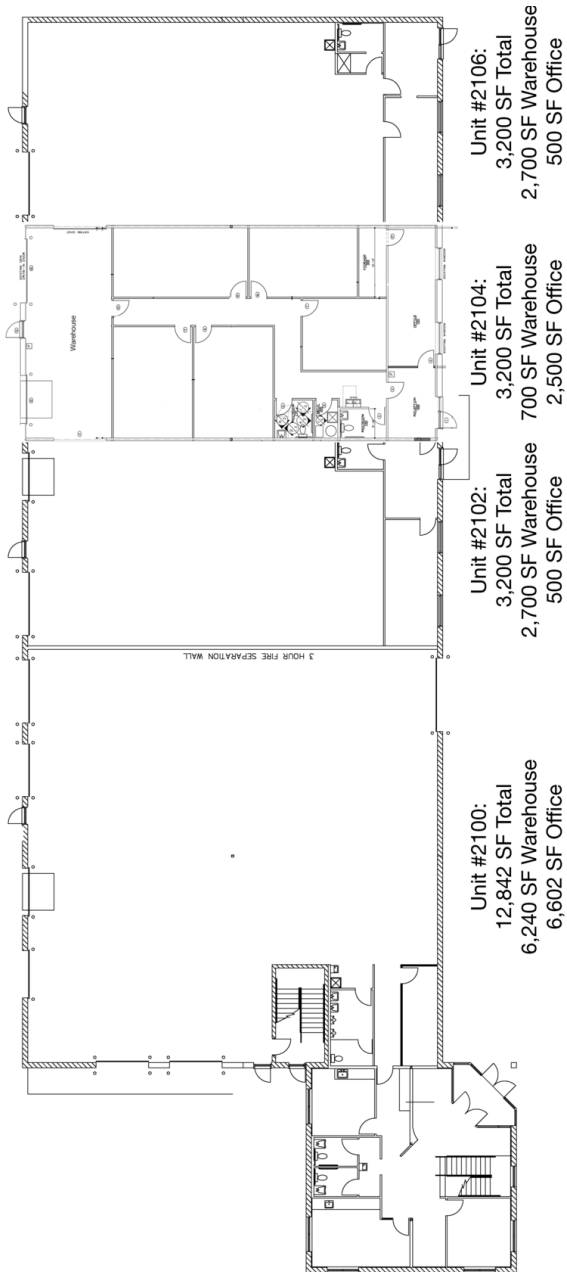 Unit #2106:
3,200 SF Total
2,700 SF Warehouse
500 SF Office
Warehouse
STORAGE
OFFICE
RECEPTION
Unit #2104:
3,200 SF Total
700 SF Warehouse
2,500 SF Office
Unit #2102:
3,200 SF Total
2,700 SF Warehouse
500 SF Office
3 HOUR FIRE SEPARATION WALL
Unit #2100:
12,842 SF Total
6,240 SF Warehouse
6,602 SF Office